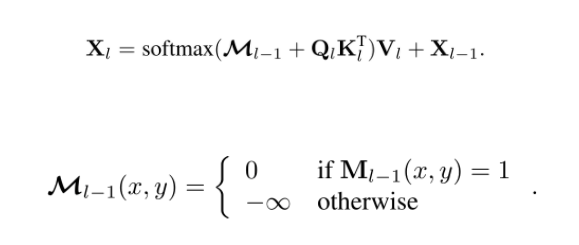 X_l = softmax(𝓜_{l−1} + Q_l K_l^T)V_l + X_{l−1}.
𝓜_{l−1}(x, y) = { 0 if M_{l−1}(x, y) = 1
−∞ otherwise .